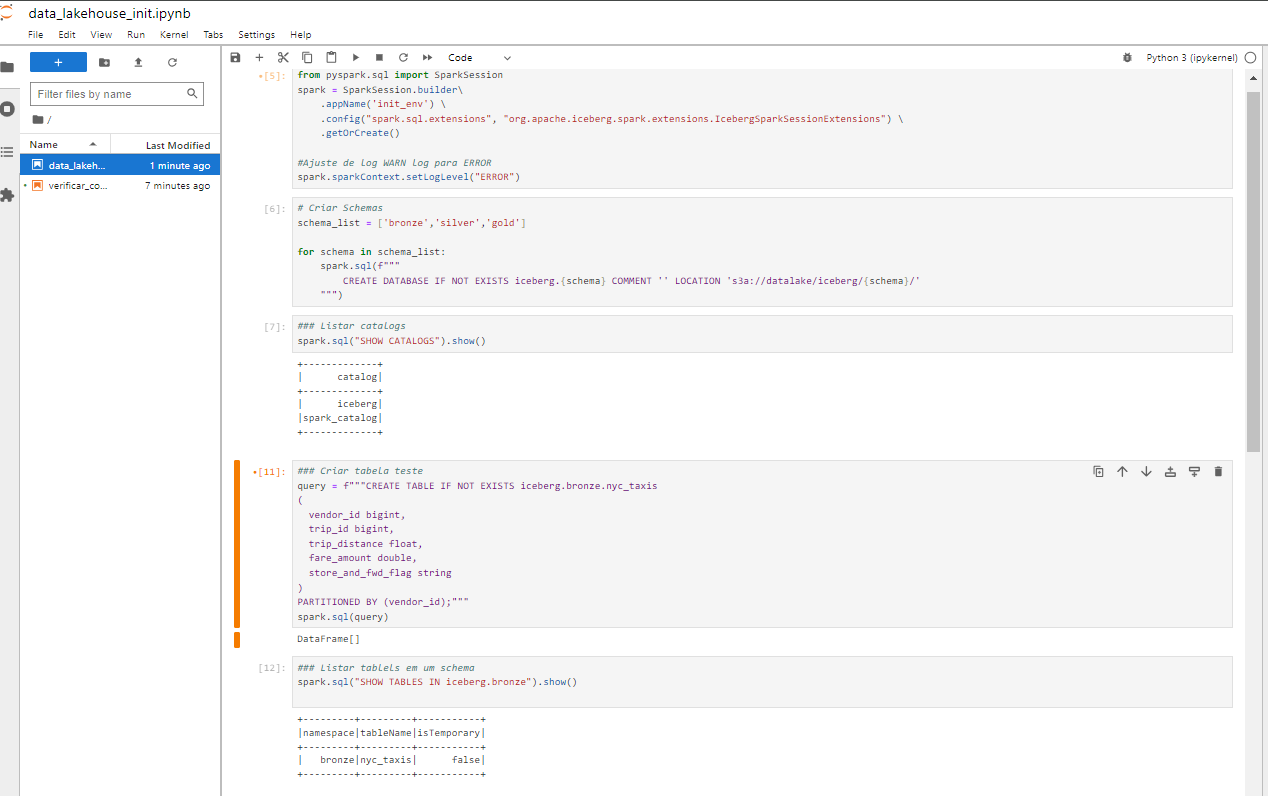 data_lakehouse_init.ipynb
File Edit View Run Kernel Tabs Settings Help
Code
Python 3 (ipykernel)
Filter files by name
/
Name Last Modified
data_lakeh... 1 minute ago
verificar_co... 7 minutes ago
[5]:
from pyspark.sql import SparkSession
spark = SparkSession.builder\
    .appName('init_env') \
    .config("spark.sql.extensions", "org.apache.iceberg.spark.extensions.IcebergSparkSessionExtensions") \
    .getOrCreate()
#Ajuste de log WARN log para ERROR
spark.sparkContext.setLogLevel("ERROR")
[6]:
# Criar Schemas
schema_list = ['bronze','silver','gold']
for schema in schema_list:
    spark.sql(f"""
        CREATE DATABASE IF NOT EXISTS iceberg.{schema} COMMENT '' LOCATION 's3a://datalake/iceberg/{schema}/'
    """)
[7]:
### Listar catalogs
spark.sql("SHOW CATALOGS").show()
+-------------+
|      catalog|
+-------------+
|      iceberg|
|spark_catalog|
+-------------+
[11]:
### Criar tabela teste
query = f"""CREATE TABLE IF NOT EXISTS iceberg.bronze.nyc_taxis
(
  vendor_id bigint,
  trip_id bigint,
  trip_distance float,
  fare_amount double,
  store_and_fwd_flag string
)
PARTITIONED BY (vendor_id);"""
spark.sql(query)
DataFrame[]
[12]:
### Listar tablels em um schema
spark.sql("SHOW TABLES IN iceberg.bronze").show()
+---------+---------+-----------+
|namespace|tableName|isTemporary|
+---------+---------+-----------+
|   bronze|nyc_taxis|      false|
+---------+---------+-----------+